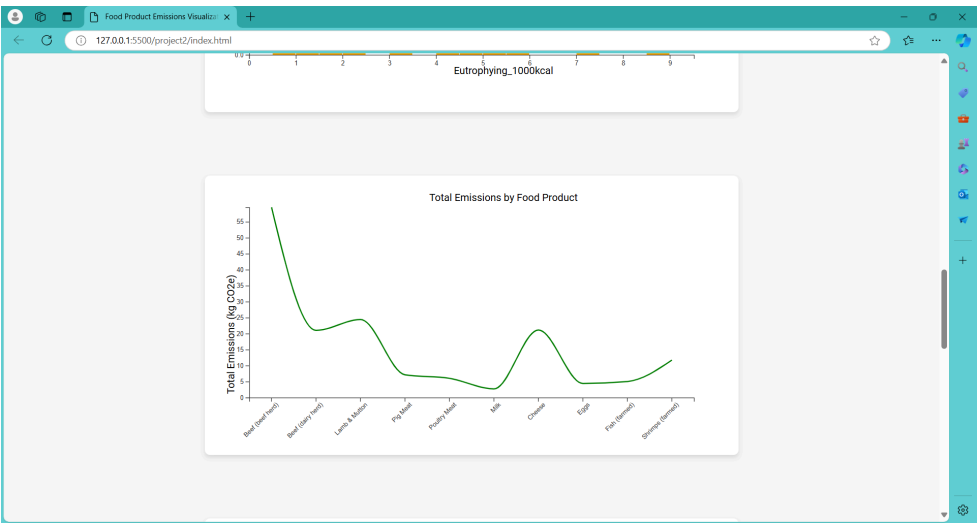 Food Product Emissions Visualiza
127.0.0.1:5500/project2/index.html
0.0
0 1 2 3 4 5 6 7 8 9
Eutrophying_1000kcal
Total Emissions by Food Product
Total Emissions (kg CO2e)
55
50
45
40
35
30
25
20
15
10
5
0
Beef (beef herd)
Beef (dairy herd)
Lamb & Mutton
Pig Meat
Poultry Meat
Milk
Cheese
Eggs
Fish (farmed)
Shrimps (farmed)